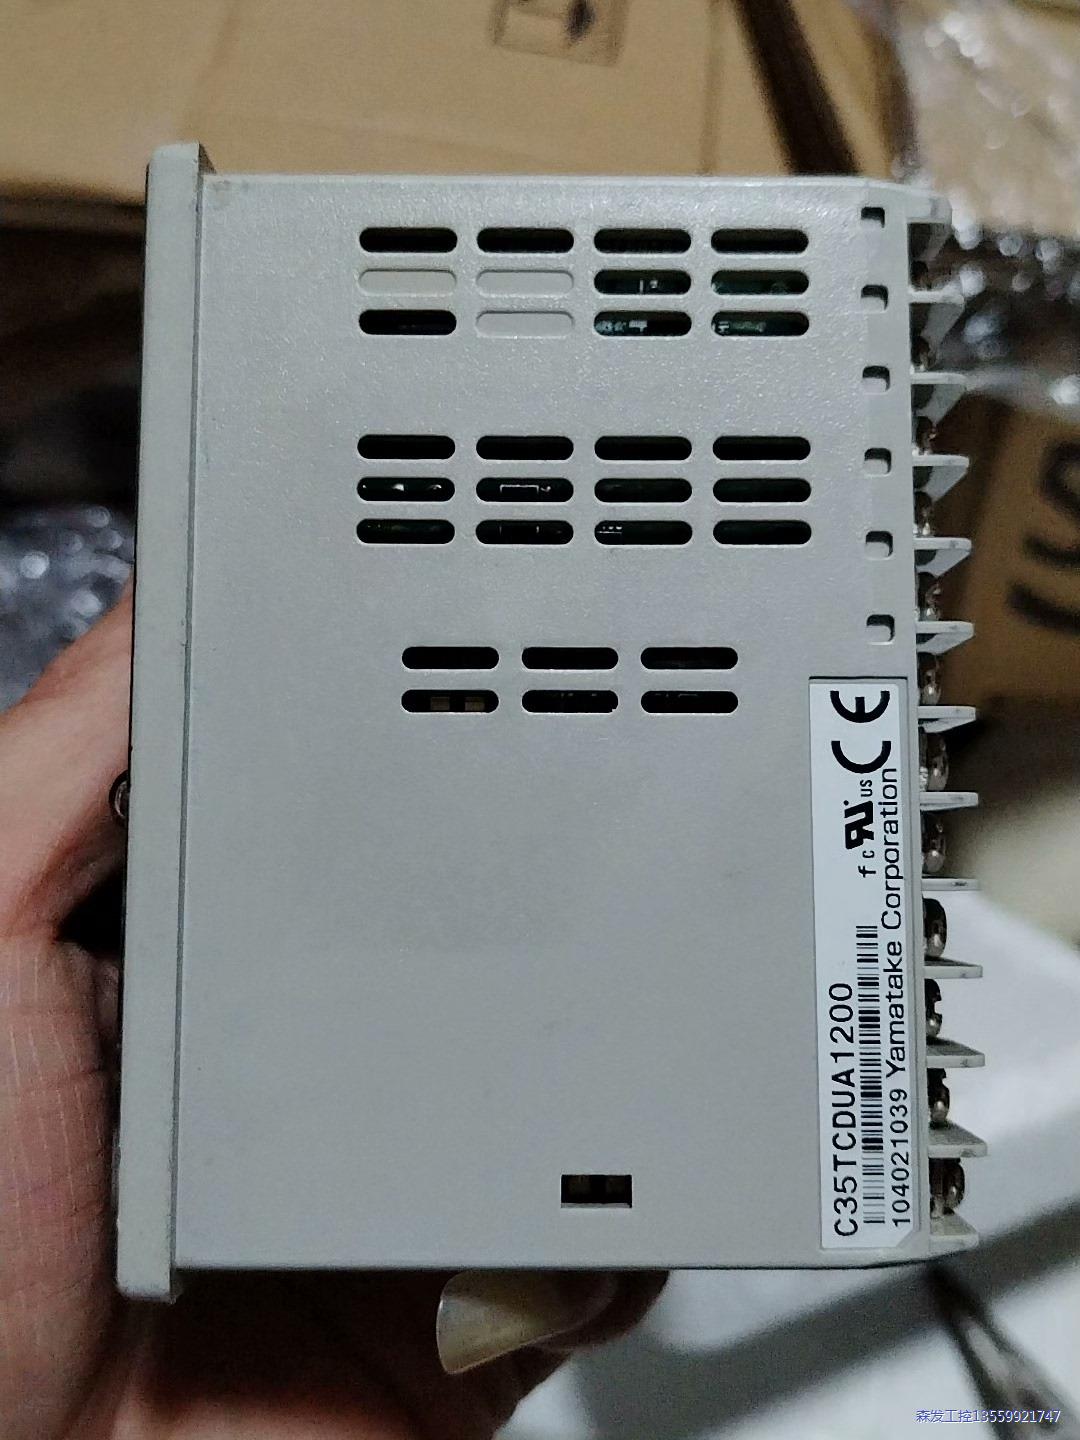 C35TCDUA1200
104021039 Yamatake Corporation
c RU us
CE
森发工控13559921747